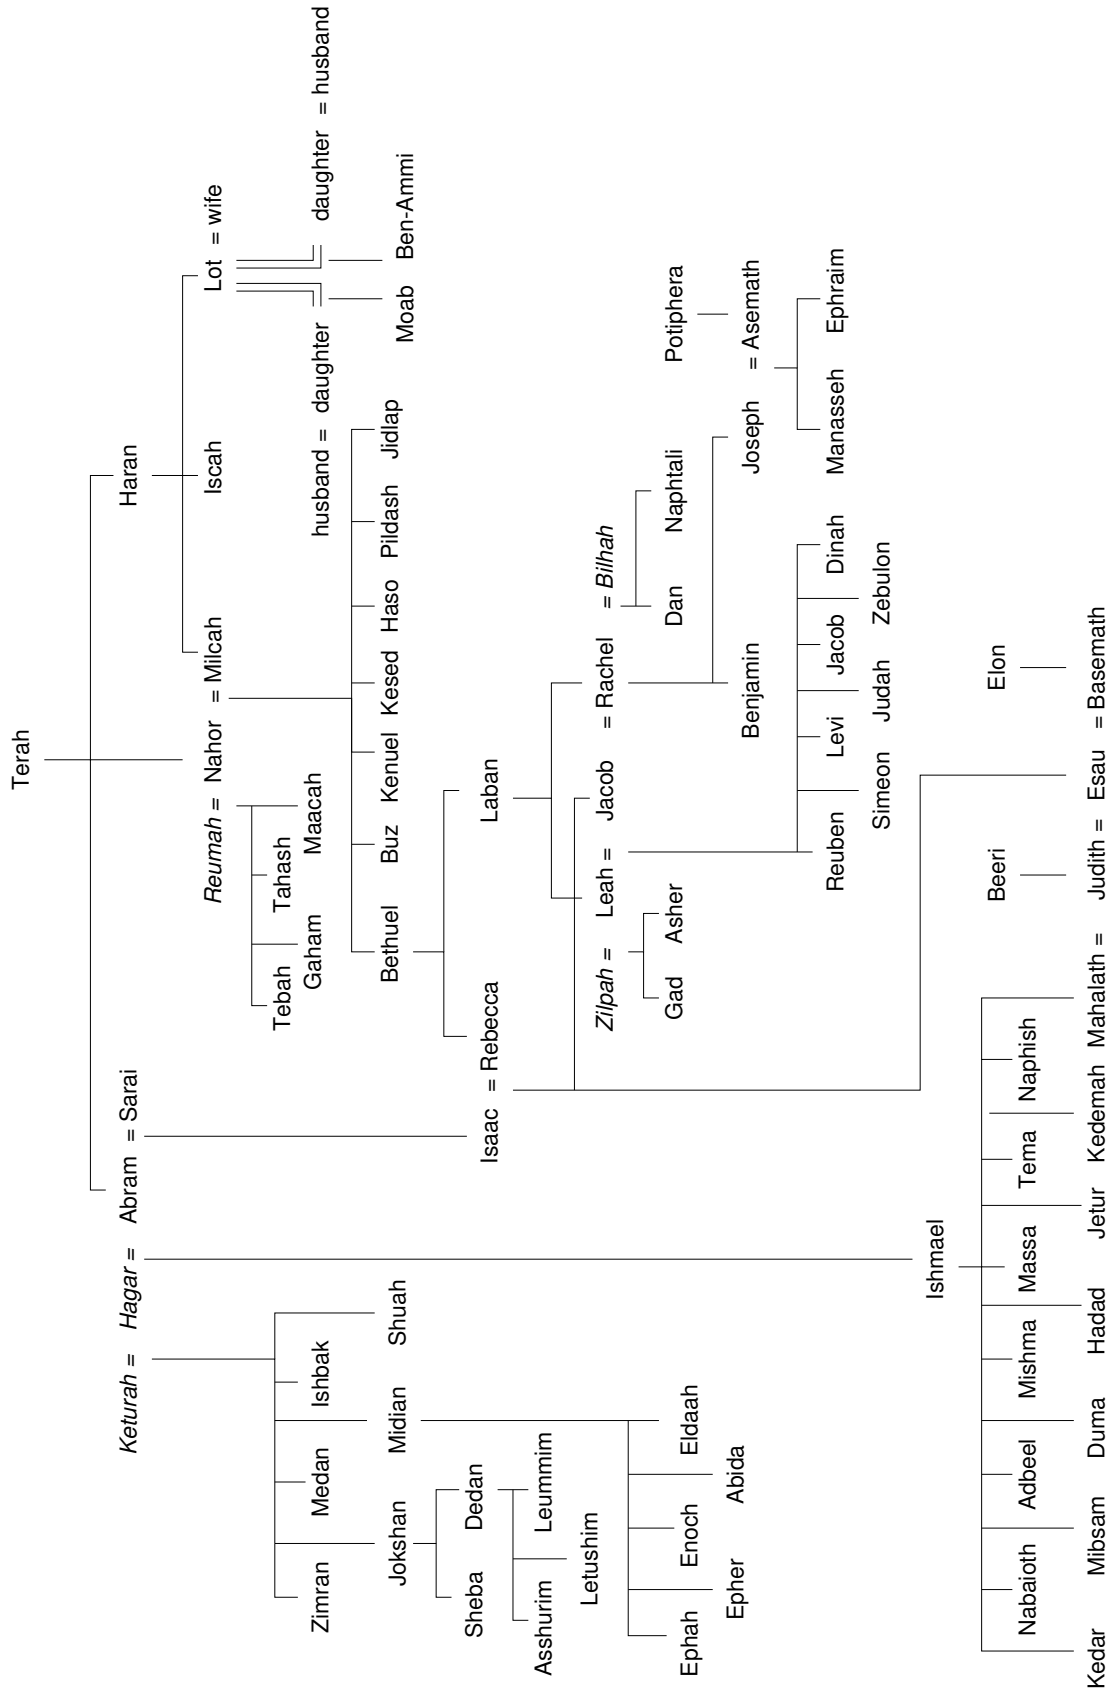 Terah
Keturah = Hagar = Abram = Sarai
Reumah = Nahor = Milcah
Haran
Iscah
Lot = wife
Tebah
Gaham
Tahash
Maacah
husband = daughter
daughter = husband
Zimran
Medan
Ishbak
Jokshan
Midian
Shuah
Bethuel
Buz
Kenuel
Kesed
Haso
Pildash
Jidlap
Moab
Ben-Ammi
Sheba
Dedan
Isaac = Rebecca
Laban
Asshurim
Leummim
Letushim
Zilpah = Leah = Jacob = Rachel = Bilhah
Gad
Asher
Dan
Naphtali
Potiphera
Ephah
Enoch
Eldaah
Epher
Abida
Benjamin
Joseph = Asemath
Reuben
Levi
Jacob
Dinah
Manasseh
Ephraim
Simeon
Judah
Zebulon
Ishmael
Beeri
Elon
Nabaioth
Adbeel
Mishma
Massa
Tema
Naphish
Kedar
Mibsam
Duma
Hadad
Jetur
Kedemah
Mahalath = Judith = Esau = Basemath